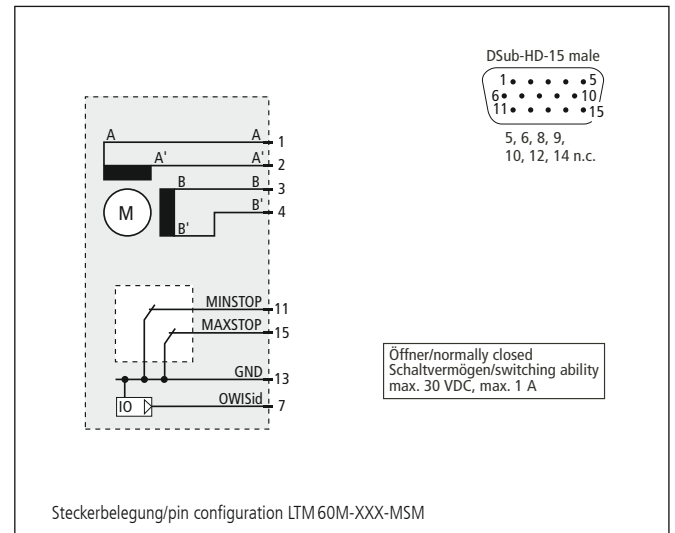 DSub-HD-15 male
1 5
6 10
11 15
5, 6, 8, 9,
10, 12, 14 n.c.
A A 1
A' A' 2
B B 3
M B' 4
B'
MINSTOP 11
MAXSTOP 15
GND 13
IO OWISid 7
Öffner/normally closed
Schaltvermögen/switching ability
max. 30 VDC, max. 1 A
Steckerbelegung/pin configuration LTM 60M-XXX-MSM